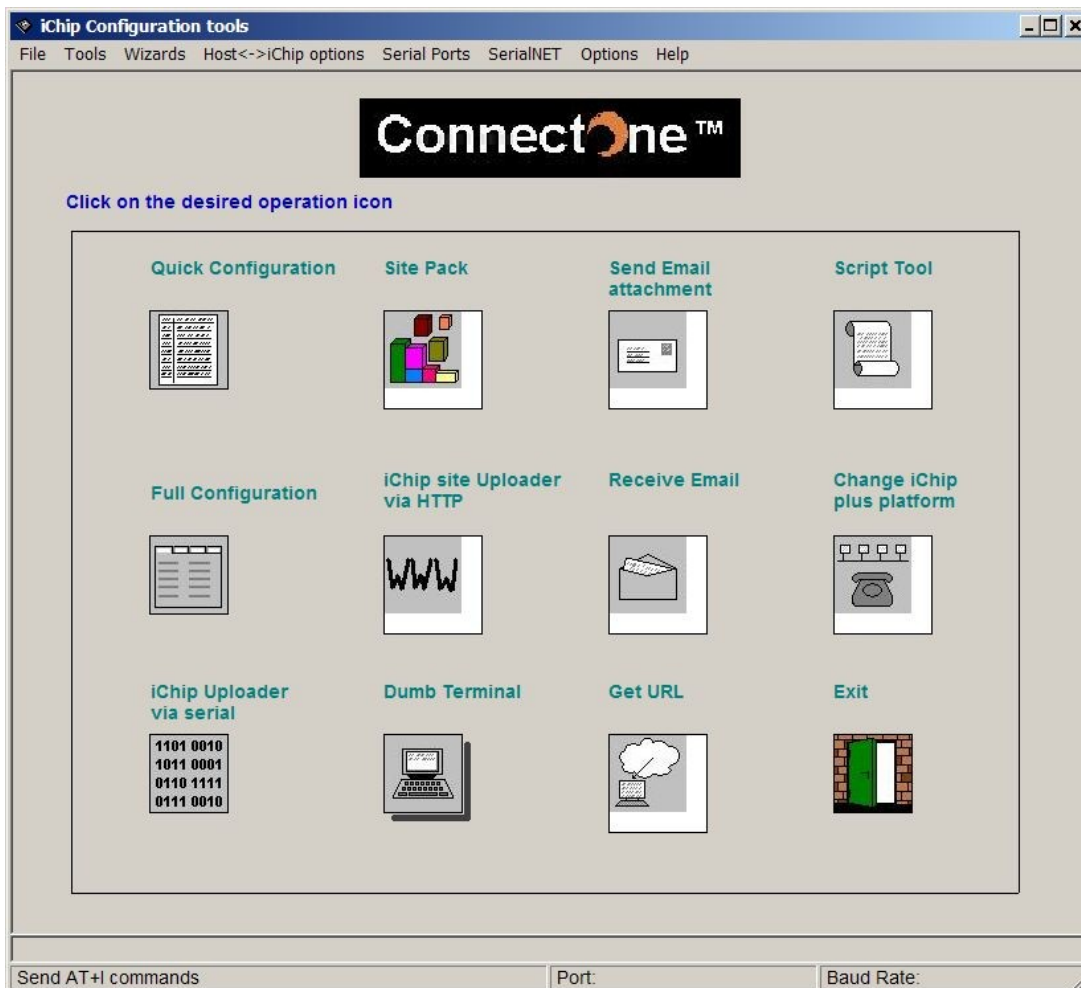 iChip Configuration tools
File Tools Wizards Host<->iChip options Serial Ports SerialNET Options Help
ConnectOne™
Click on the desired operation icon
Quick Configuration
Site Pack
Send Email
attachment
Script Tool
Full Configuration
iChip site Uploader
via HTTP
WWW
Receive Email
Change iChip
plus platform
iChip Uploader
via serial
1101 0010
1011 0001
0110 1111
0111 0010
Dumb Terminal
Get URL
Exit
Send AT+I commands
Port:
Baud Rate: